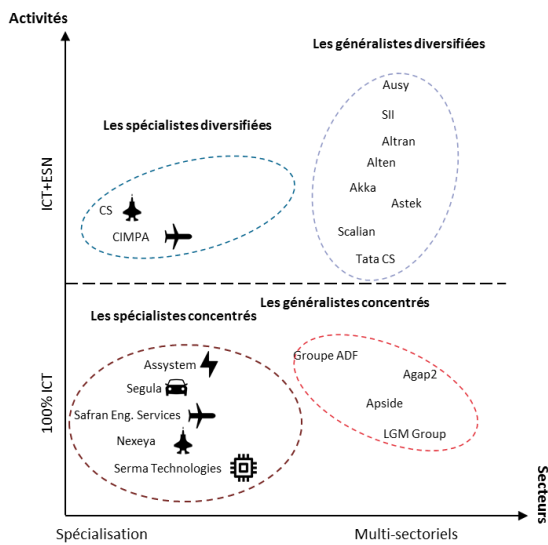 Activités
Les généralistes diversifiées
Ausy
SII
Les spécialistes diversifiées
Altran
Alten
ICT+ESN
Akka
Astek
CS
CIMPA
Scalian
Tata CS
Les généralistes concentrés
Les spécialistes concentrés
Groupe ADF
Assystem
Agap2
Segula
Apside
100% ICT
Safran Eng. Services
Nexeya
LGM Group
Serma Technologies
Secteurs
Spécialisation
Multi-sectoriels